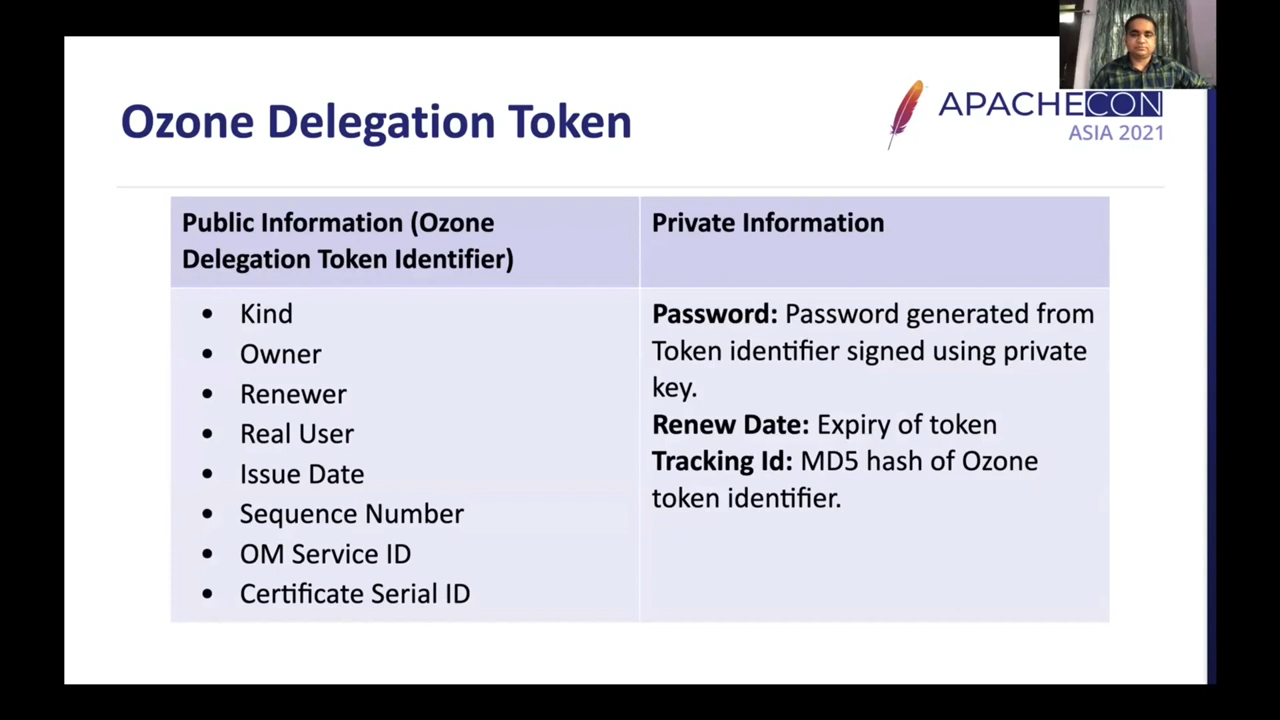 Ozone Delegation Token
APACHECON
ASIA 2021
Public Information (Ozone
Delegation Token Identifier)
Private Information
• Kind
• Owner
• Renewer
• Real User
• Issue Date
• Sequence Number
• OM Service ID
• Certificate Serial ID
Password: Password generated from
Token identifier signed using private
key.
Renew Date: Expiry of token
Tracking Id: MD5 hash of Ozone
token identifier.